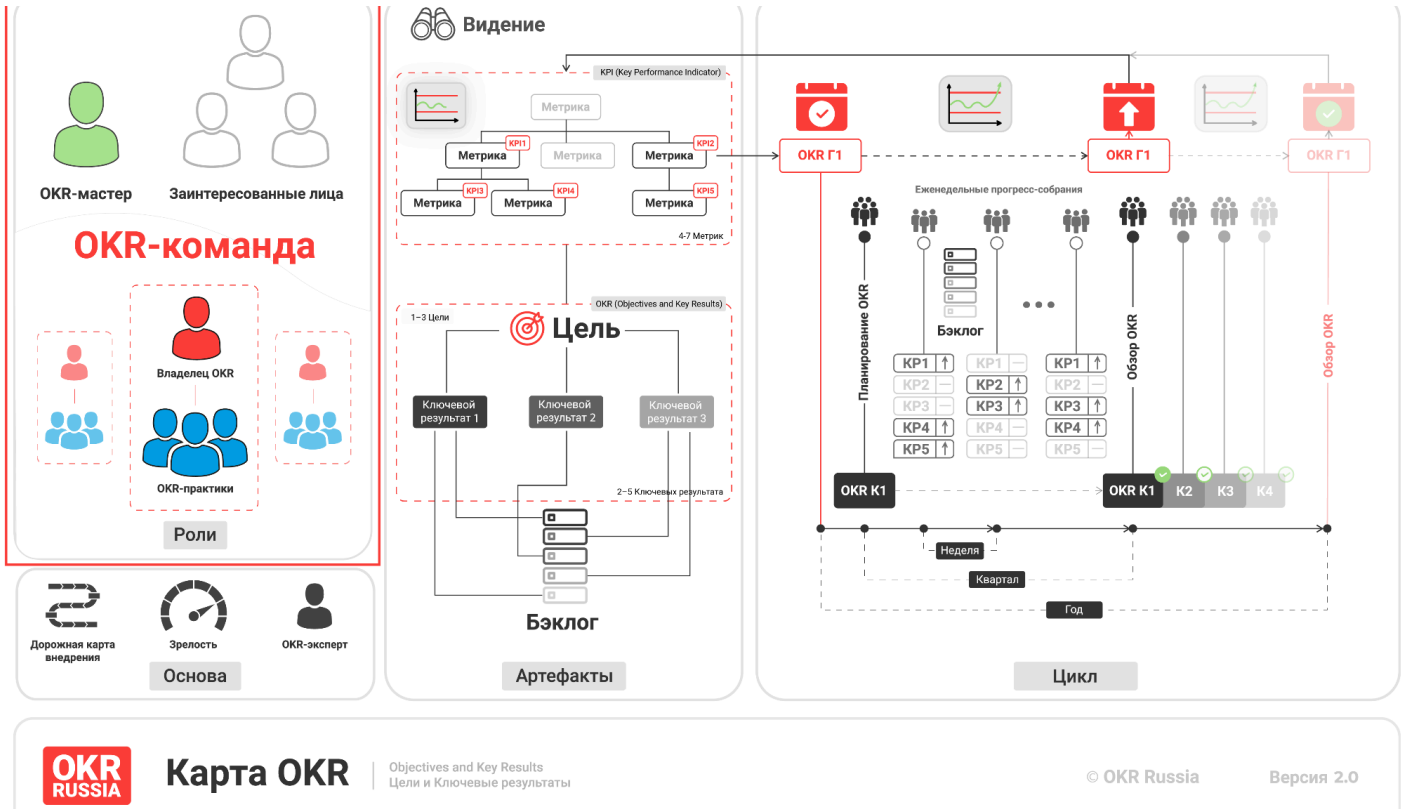 OKR-мастер
Заинтересованные лица
OKR-команда
Владелец OKR
OKR-практики
Роли
Дорожная карта
внедрения
Зрелость
OKR-эксперт
Основа
Видение
KPI (Key Performance Indicator)
Метрика
KPI1
Метрика
Метрика
KPI2
Метрика
KPI3
Метрика
KPI4
Метрика
KPI5
Метрика
4-7 Метрик
OKR (Objectives and Key Results)
1–3 Цели
Цель
Ключевой
результат 1
Ключевой
результат 2
Ключевой
результат 3
2–5 Ключевых результата
Бэклог
Артефакты
OKR Г1
OKR Г1
OKR Г1
Еженедельные прогресс-собрания
Планирование OKR
Бэклог
КР1
КР2
КР3
КР4
КР5
КР1
КР2
КР3
КР4
КР5
КР1
КР2
КР3
КР4
КР5
Обзор OKR
Обзор OKR
OKR К1
OKR К1
К2
К3
К4
Неделя
Квартал
Год
Цикл
OKR
RUSSIA
Карта OKR
Objectives and Key Results
Цели и Ключевые результаты
© OKR Russia
Версия 2.0